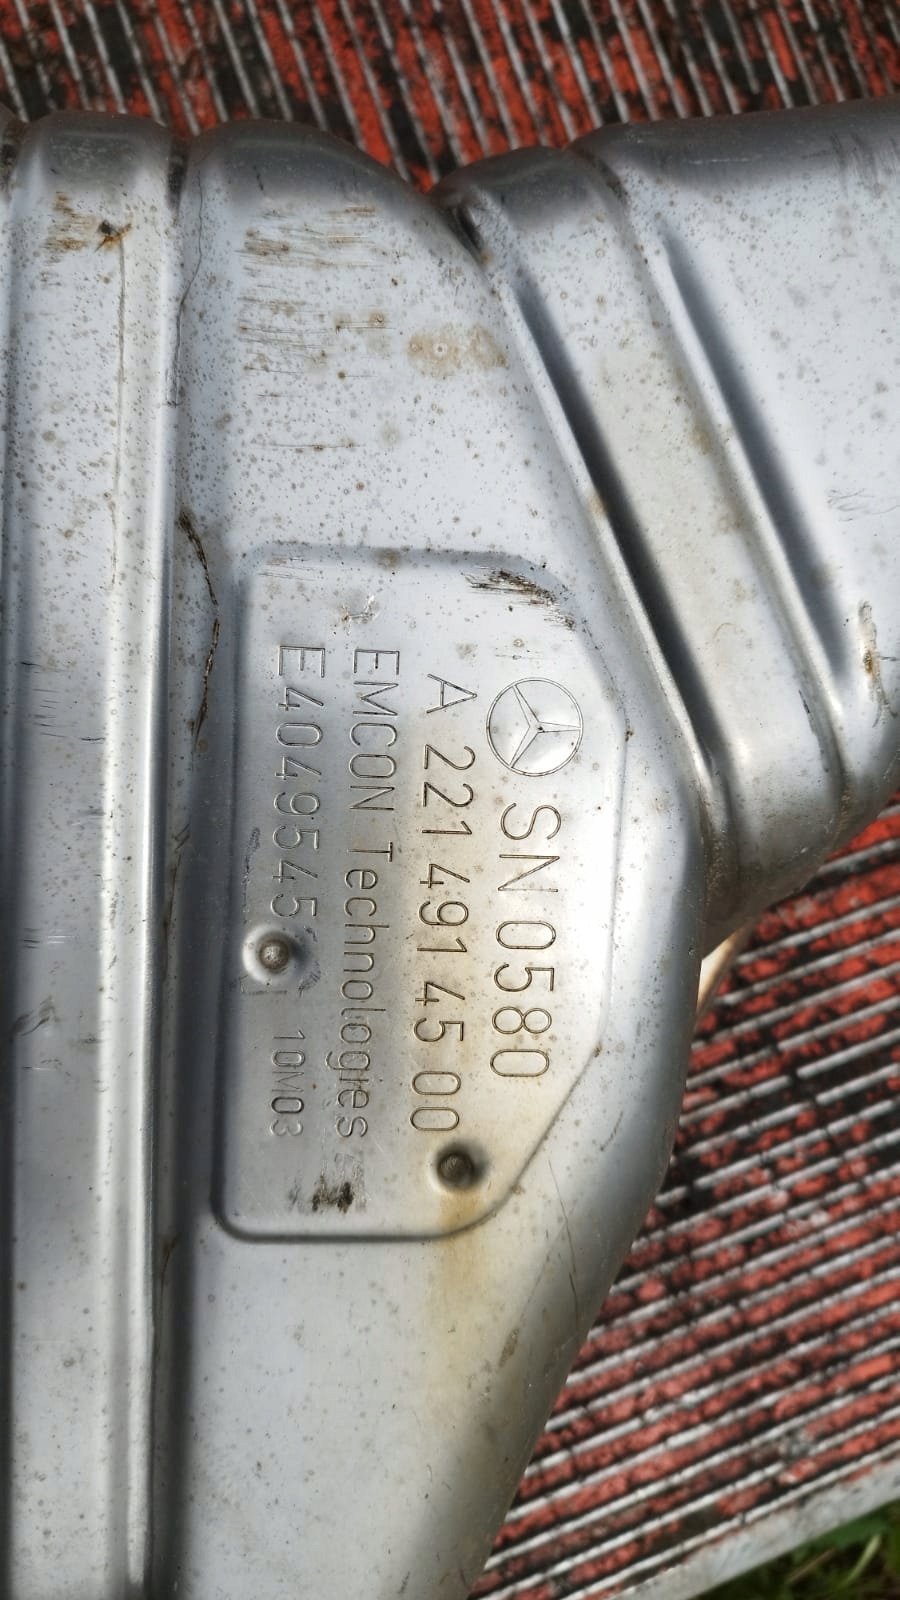 SN 0580
A 221 491 45 00
EMCON Technologies
E4049545 10M03